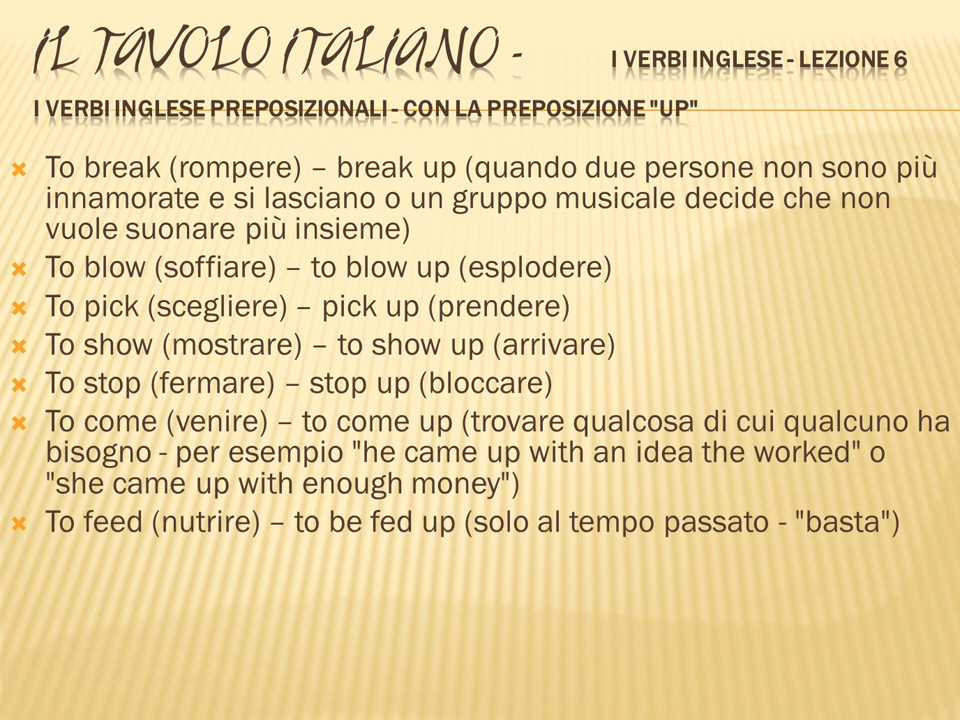 IL TAVOLO ITALIANO - I VERBI INGLESE - LEZIONE 6
I VERBI INGLESE PREPOSIZIONALI - CON LA PREPOSIZIONE "UP"
To break (rompere) – break up (quando due persone non sono più
innamorate e si lasciano o un gruppo musicale decide che non
vuole suonare più insieme)
To blow (soffiare) – to blow up (esplodere)
To pick (scegliere) – pick up (prendere)
To show (mostrare) – to show up (arrivare)
To stop (fermare) – stop up (bloccare)
To come (venire) – to come up (trovare qualcosa di cui qualcuno ha
bisogno - per esempio "he came up with an idea the worked" o
"she came up with enough money")
To feed (nutrire) – to be fed up (solo al tempo passato - "basta")